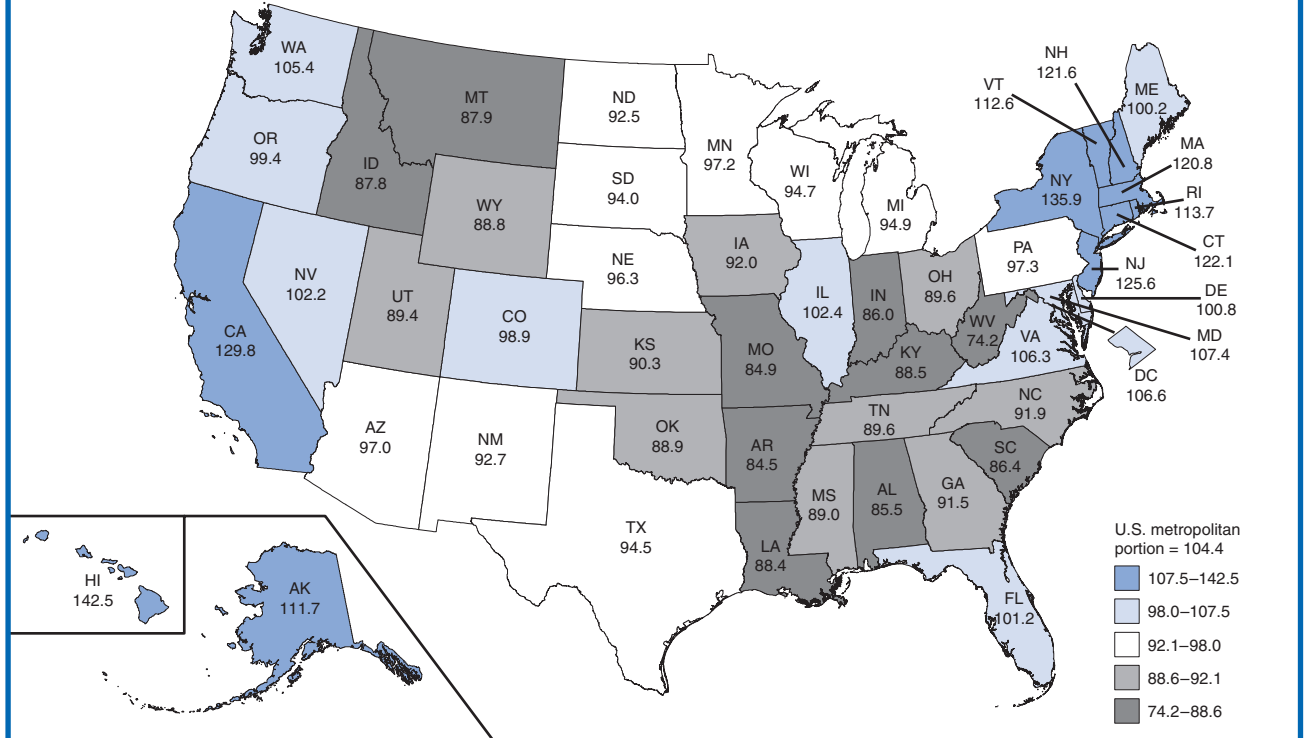 WA
105.4
OR
99.4
CA
129.8
NV
102.2
ID
87.8
MT
87.9
WY
88.8
UT
89.4
CO
98.9
AZ
97.0
NM
92.7
ND
92.5
SD
94.0
NE
96.3
KS
90.3
OK
88.9
TX
94.5
MN
97.2
IA
92.0
MO
84.9
AR
84.5
LA
88.4
WI
94.7
IL
102.4
MI
94.9
IN
86.0
OH
89.6
KY
88.5
TN
89.6
MS
89.0
AL
85.5
GA
91.5
FL
101.2
SC
86.4
NC
91.9
WV
74.2
VA
106.3
PA
97.3
NY
135.9
VT
112.6
NH
121.6
ME
100.2
MA
120.8
RI
113.7
CT
122.1
NJ
125.6
DE
100.8
MD
107.4
DC
106.6
HI
142.5
AK
111.7
U.S. metropolitan
portion = 104.4
107.5–142.5
98.0–107.5
92.1–98.0
88.6–92.1
74.2–88.6